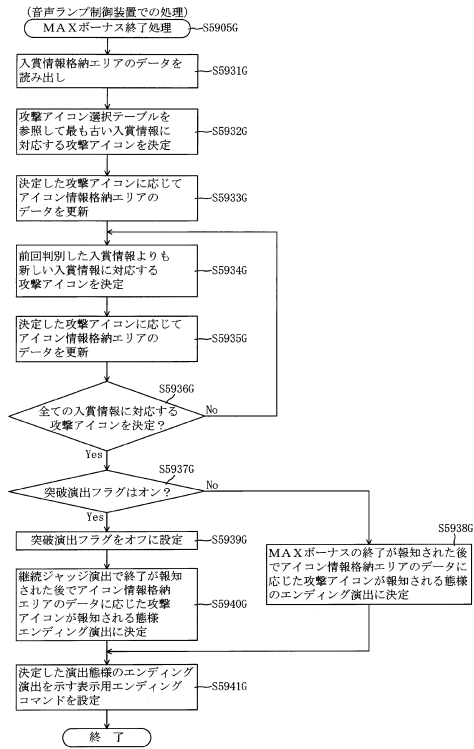 (音声ランプ制御装置での処理)
MAXボーナス終了処理
S5905G
入賞情報格納エリアのデータを
読み出し
S5931G
攻撃アイコン選択テーブルを
参照して最も古い入賞情報に
対応する攻撃アイコンを決定
S5932G
決定した攻撃アイコンに応じて
アイコン情報格納エリアの
データを更新
S5933G
前回判別した入賞情報よりも
新しい入賞情報に対応する
攻撃アイコンを決定
S5934G
決定した攻撃アイコンに応じて
アイコン情報格納エリアの
データを更新
S5935G
S5936G
全ての入賞情報に対応する
攻撃アイコンを決定?
No
Yes
S5937G
突破演出フラグはオン?
No
Yes
S5938G
MAXボーナスの終了が報知された後
でアイコン情報格納エリアのデータに
応じた攻撃アイコンが報知される態様
のエンディング演出に決定
突破演出フラグをオフに設定
S5939G
継続ジャッジ演出で終了が報知
された後でアイコン情報格納
エリアのデータに応じた攻撃
アイコンが報知される態様
エンディング演出に決定
S5940G
決定した演出態様のエンディング
演出を示す表示用エンディング
コマンドを設定
S5941G
終 了